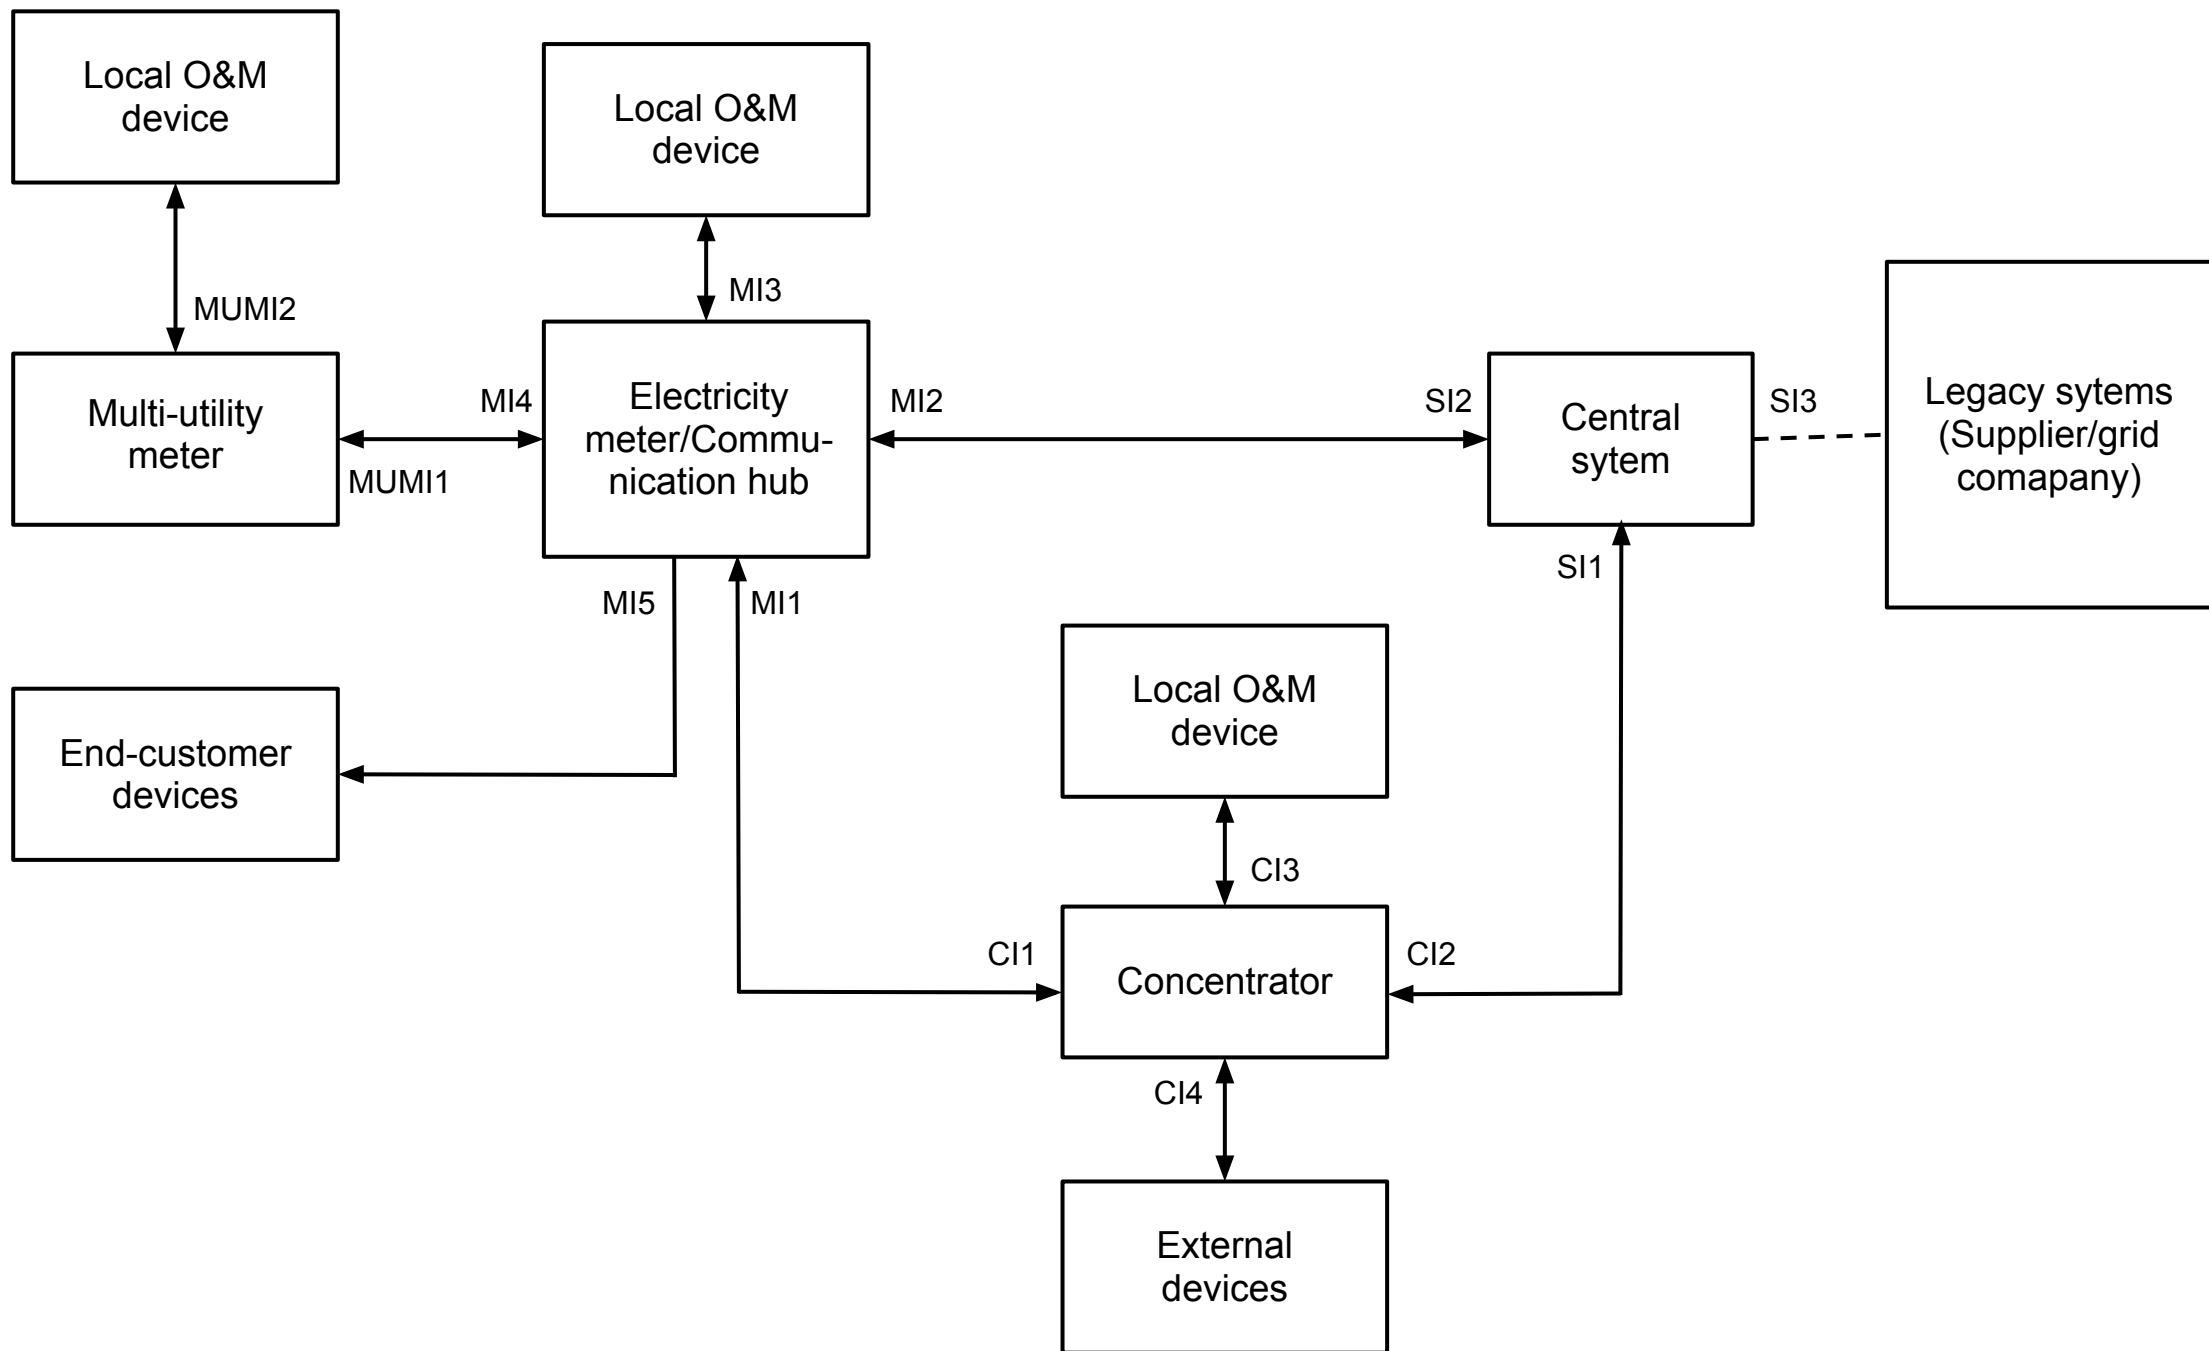 Local O&M
device
Local O&M
device
MUMI2
MI3
Multi-utility
meter
MI4
MUMI1
Electricity
meter/Commu-
nication hub
MI2
SI2
Central
sytem
SI3
Legacy sytems
(Supplier/grid
comapany)
MI5
MI1
SI1
End-customer
devices
Local O&M
device
CI3
CI1
Concentrator
CI2
CI4
External
devices